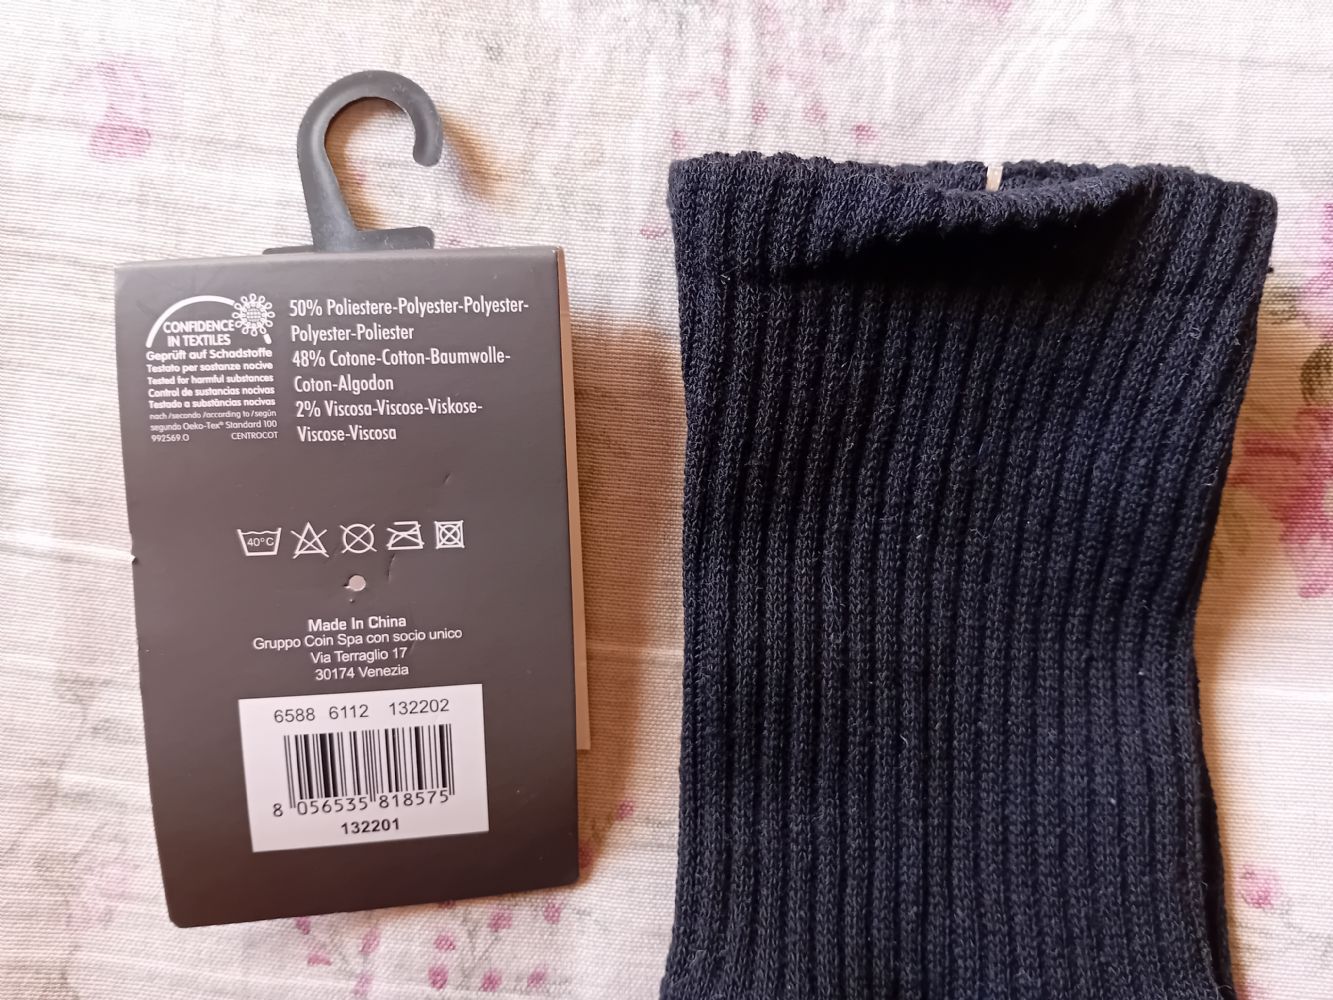 CONFIDENCE
IN TEXTILES
Geprüft auf Schadstoffe
Testato per sostanze nocive
Tested for harmful substances
Control de sustancias nocivas
Testado a substâncias nocivas
nach /secondo /according to /según
segundo Oeko-Tex® Standard 100
992569.O CENTROCOT
50% Poliestere-Polyester-Polyester-
Polyester-Poliester
48% Cotone-Cotton-Baumwolle-
Coton-Algodon
2% Viscosa-Viscose-Viskose-
Viscose-Viscosa
40°C
Made In China
Gruppo Coin Spa con socio unico
Via Terraglio 17
30174 Venezia
6588 6112 132202
8 056535 818575
132201